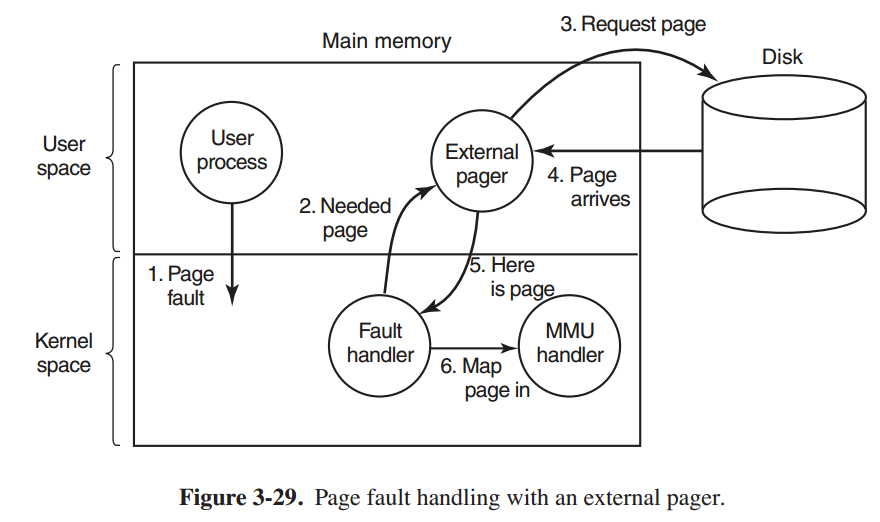 3. Request page
Main memory
Disk
User
process
User
space
External
pager
4. Page
arrives
2. Needed
page
1. Page
fault
5. Here
is page
Kernel
space
Fault
handler
MMU
handler
6. Map
page in
Figure 3-29. Page fault handling with an external pager.